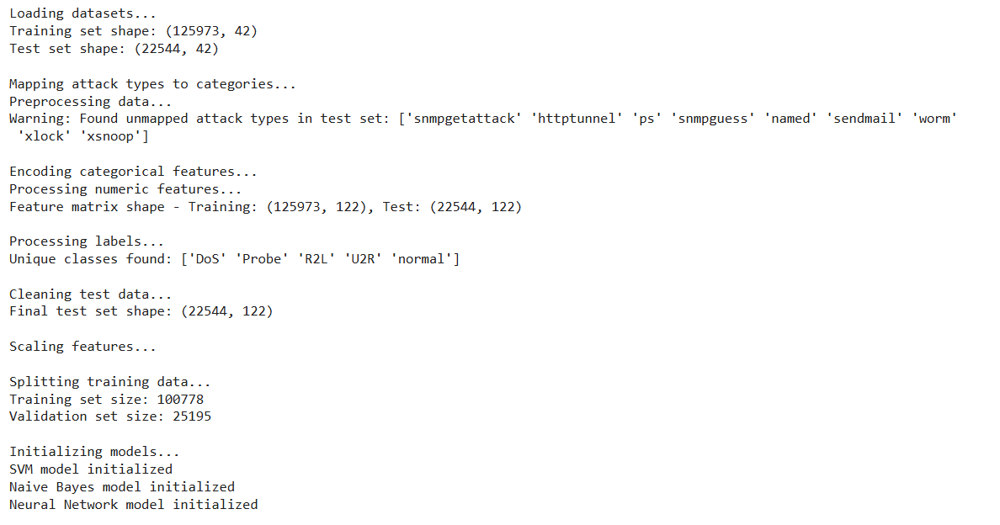 Loading datasets...
Training set shape: (125973, 42)
Test set shape: (22544, 42)
Mapping attack types to categories...
Preprocessing data...
Warning: Found unmapped attack types in test set: ['snmpgetattack' 'httptunnel' 'ps' 'snmpguess' 'named' 'sendmail' 'worm'
 'xlock' 'xsnoop']
Encoding categorical features...
Processing numeric features...
Feature matrix shape - Training: (125973, 122), Test: (22544, 122)
Processing labels...
Unique classes found: ['DoS' 'Probe' 'R2L' 'U2R' 'normal']
Cleaning test data...
Final test set shape: (22544, 122)
Scaling features...
Splitting training data...
Training set size: 100778
Validation set size: 25195
Initializing models...
SVM model initialized
Naive Bayes model initialized
Neural Network model initialized